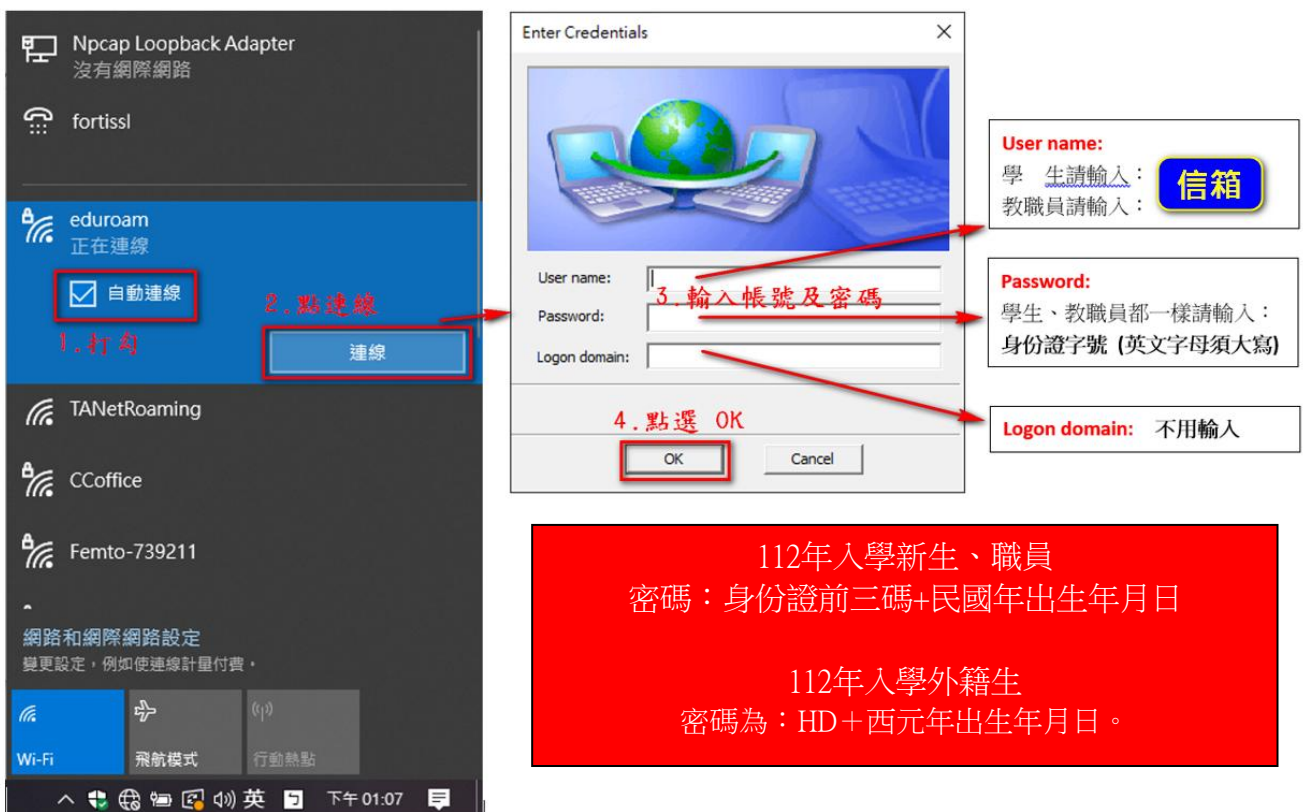 Npcap Loopback Adapter
沒有網際網路
fortissl
eduroam
正在連線
自動連線
1.打勾
2.點連線
連線
TANetRoaming
CCoffice
Femto-739211
網路和網際網路設定
變更設定，例如使連線計量付費。
Wi-Fi
飛航模式
行動熱點
英
ㄅ
下午 01:07
Enter Credentials
User name:
3.輸入帳號及密碼
Password:
Logon domain:
4.點選 OK
OK
Cancel
User name:
學 生請輸入：
教職員請輸入：
信箱
Password:
學生、教職員都一樣請輸入：
身份證字號 (英文字母須大寫)
Logon domain: 不用輸入
112年入學新生、職員
密碼：身份證前三碼+民國年出生年月日
112年入學外籍生
密碼為：HD＋西元年出生年月日。